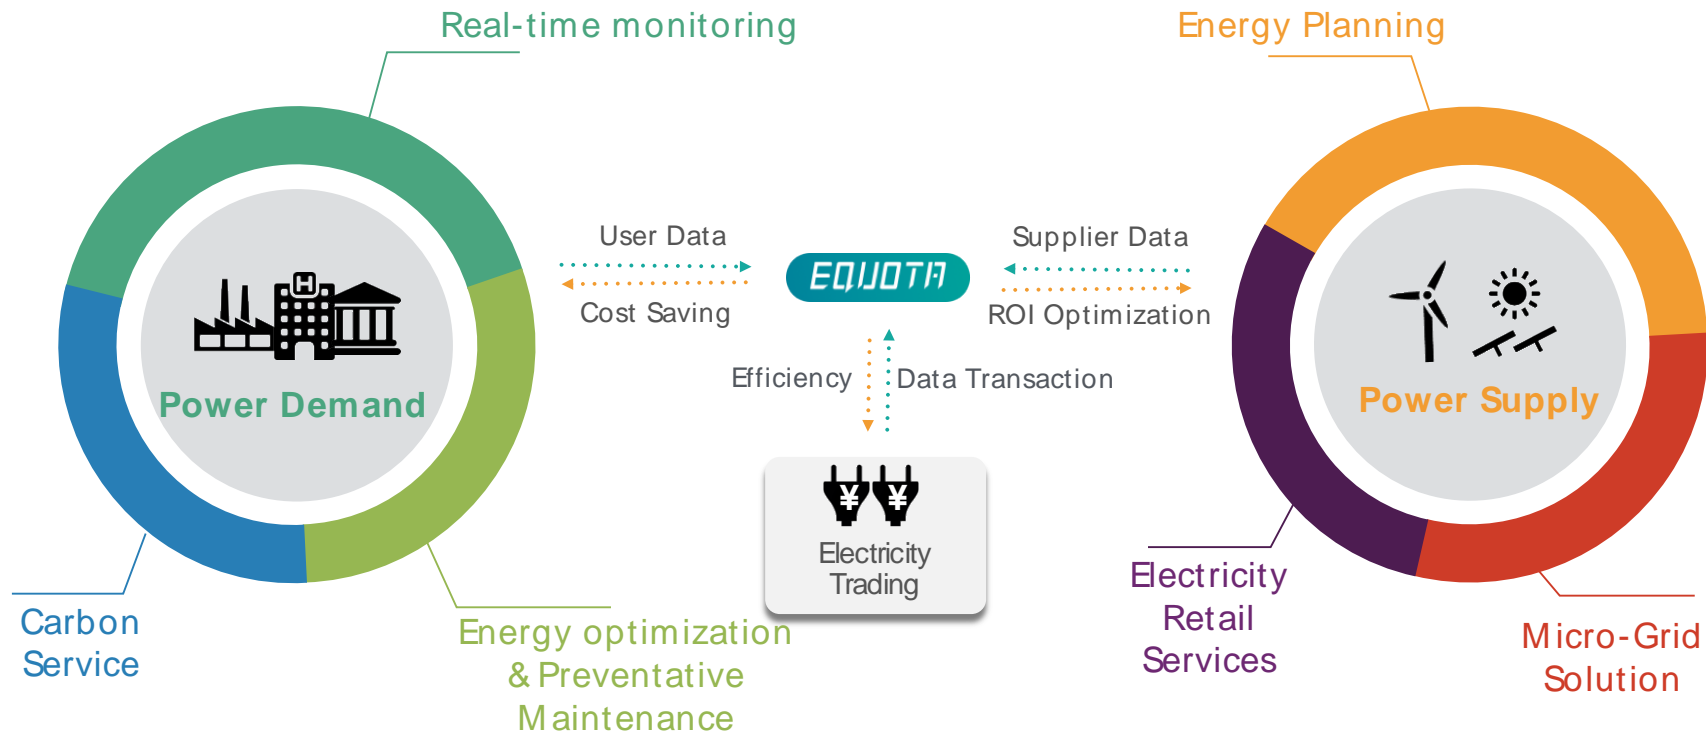 Real-time monitoring
Energy Planning
User Data
Supplier Data
EQUOTA
Cost Saving
ROI Optimization
H
Efficiency
Data Transaction
Power Demand
Power Supply
¥ ¥
Electricity
Trading
Carbon
Service
Energy optimization
& Preventative
Maintenance
Electricity
Retail
Services
Micro-Grid
Solution